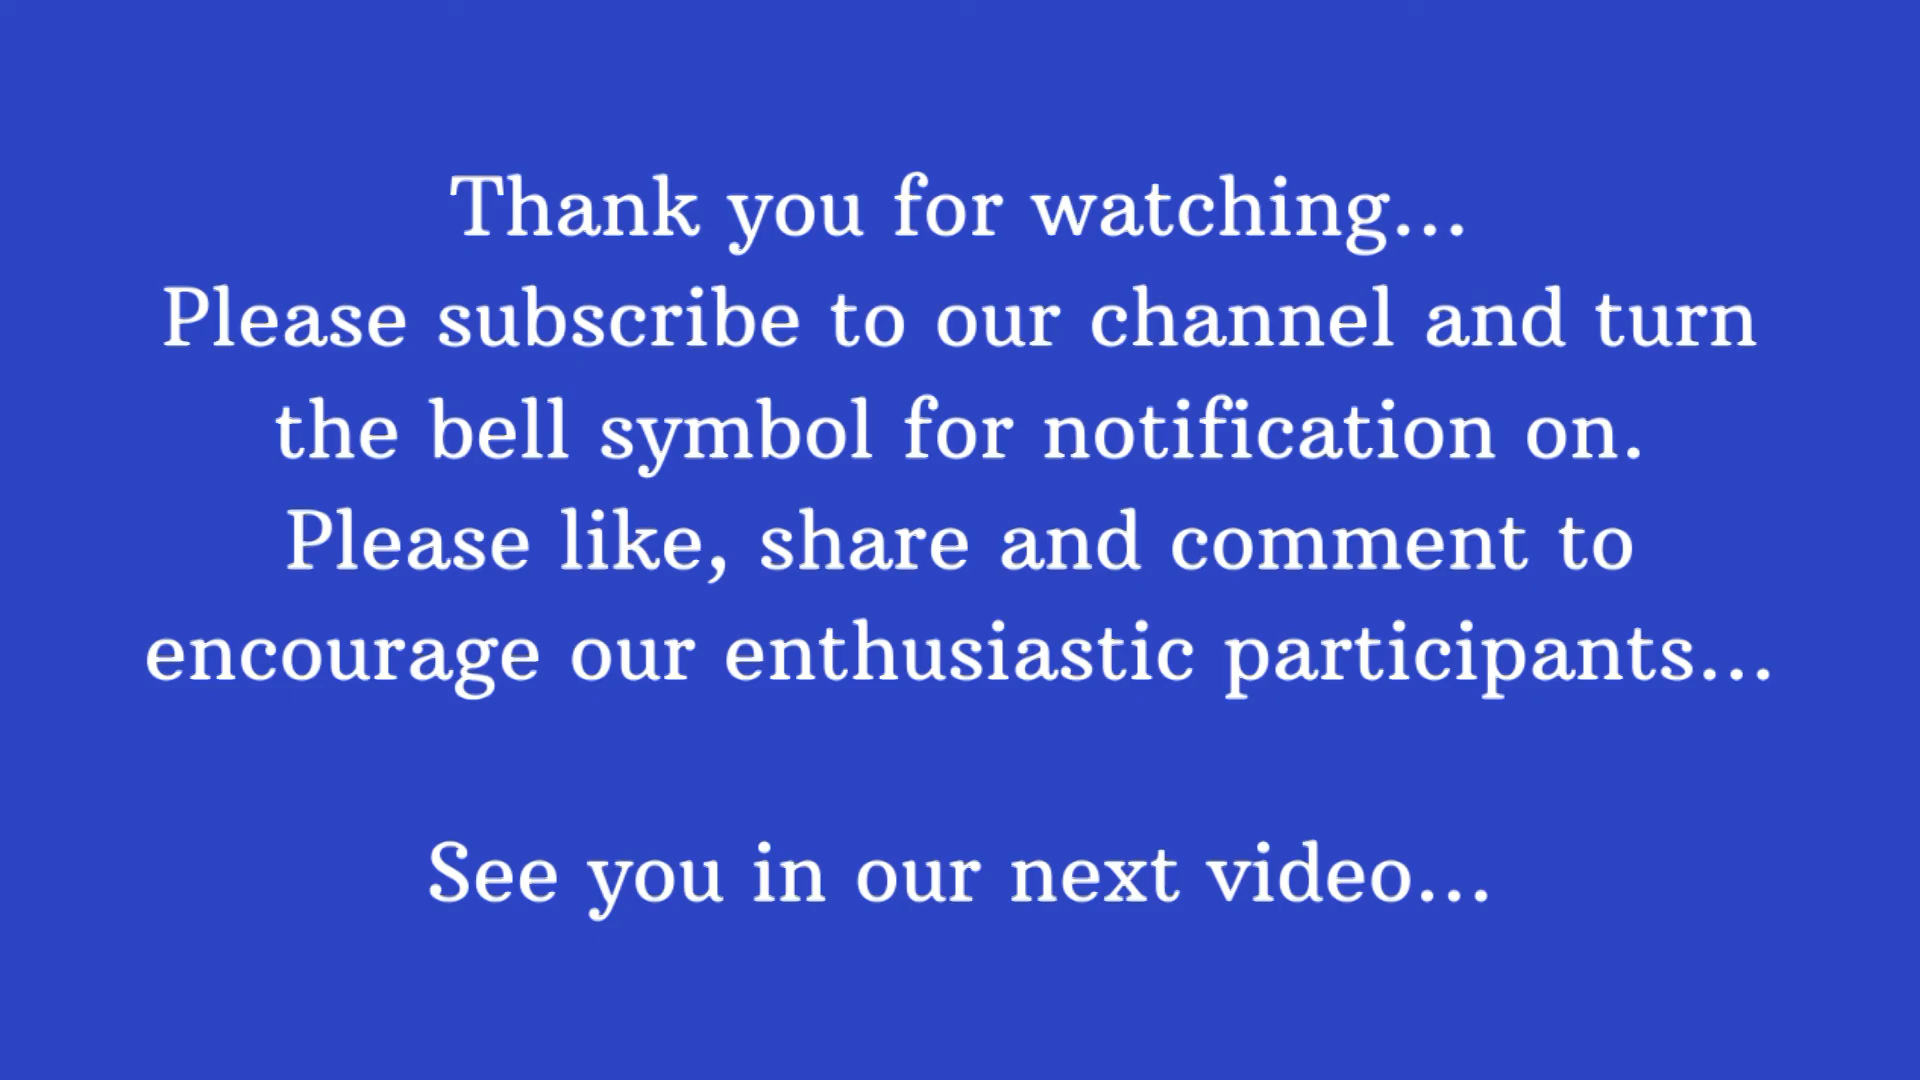 Thank you for watching...
Please subscribe to our channel and turn
the bell symbol for notification on.
Please like, share and comment to
encourage our enthusiastic participants...
See you in our next video...